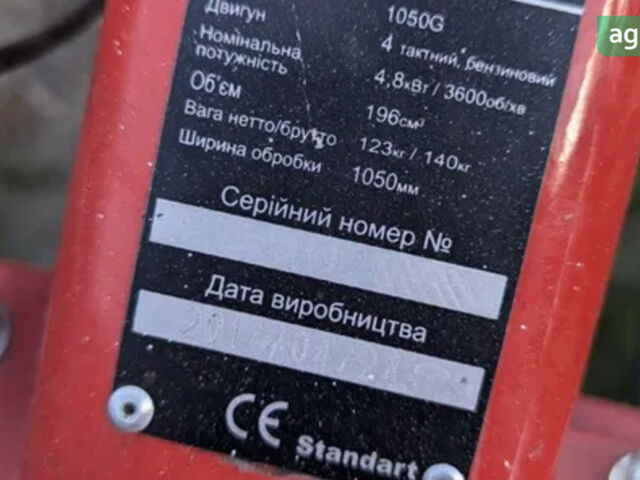 ag
1050G
Двигун 4 тактний, бензиновий
Номінальна
потужність 4,8кВт / 3600об/хв
Об'єм 196см³
Вага нетто/брутто 123кг / 140кг
Ширина обробки 1050мм
Серійний номер №
Дата виробництва
CE Standart